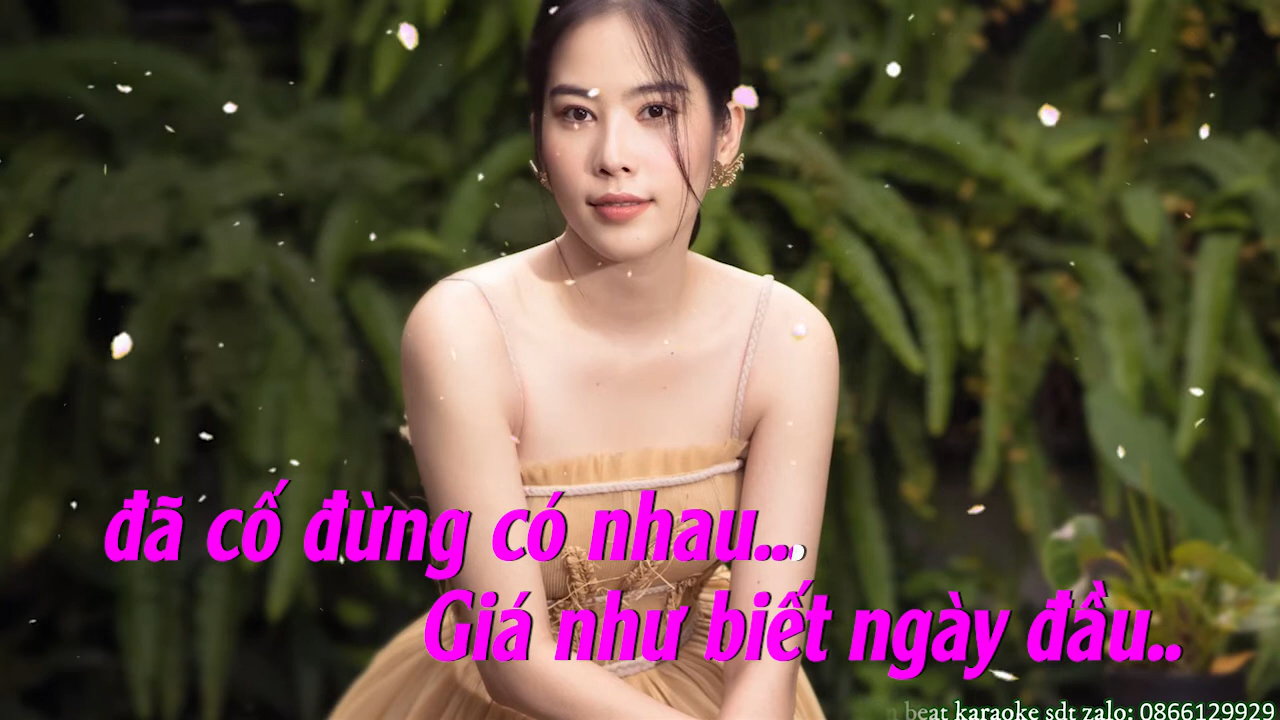 đã cố đừng có nhau...
Giá như biết ngày đầu..
beat karaoke sdt zalo: 0866129929